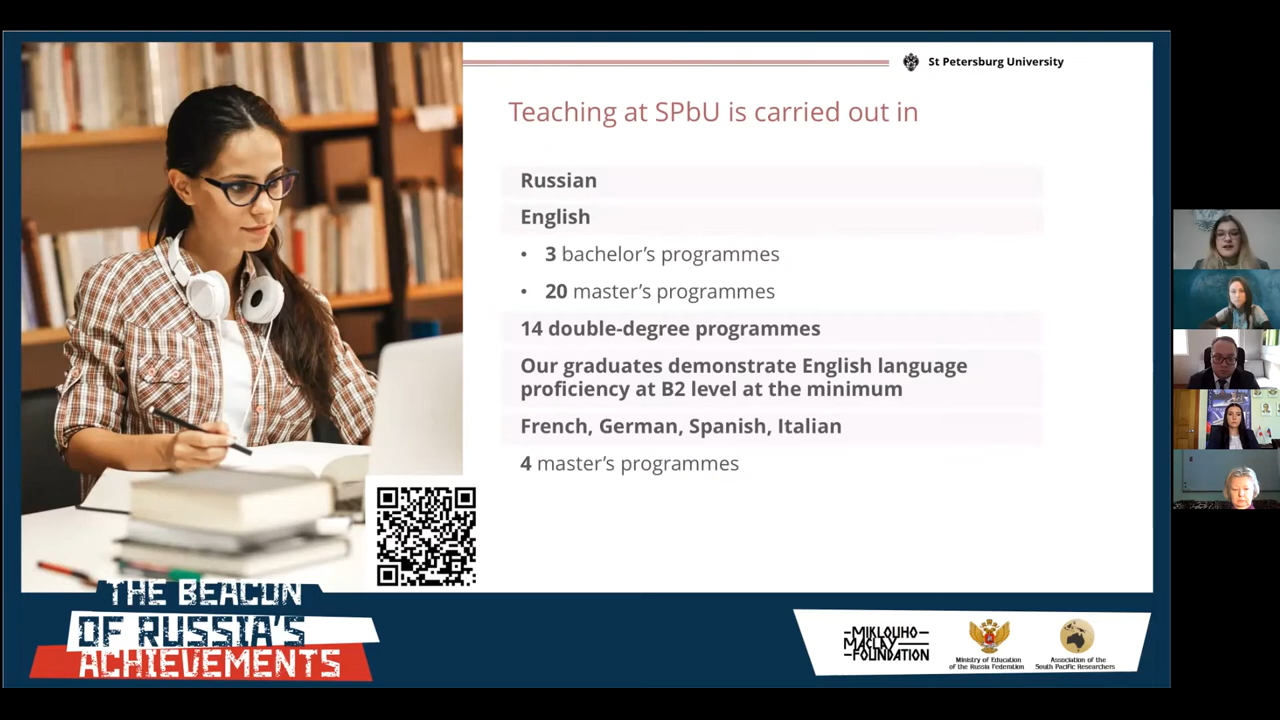 St Petersburg University
Teaching at SPbU is carried out in
Russian
English
• 3 bachelor's programmes
• 20 master's programmes
14 double-degree programmes
Our graduates demonstrate English language
proficiency at B2 level at the minimum
French, German, Spanish, Italian
4 master's programmes
THE BEACON
OF RUSSIA'S
ACHIEVEMENTS
MIKLOUHO
MACLAY
FOUNDATION
Ministry of Education
of the Russia Federation
Association of the
South Pacific Researchers